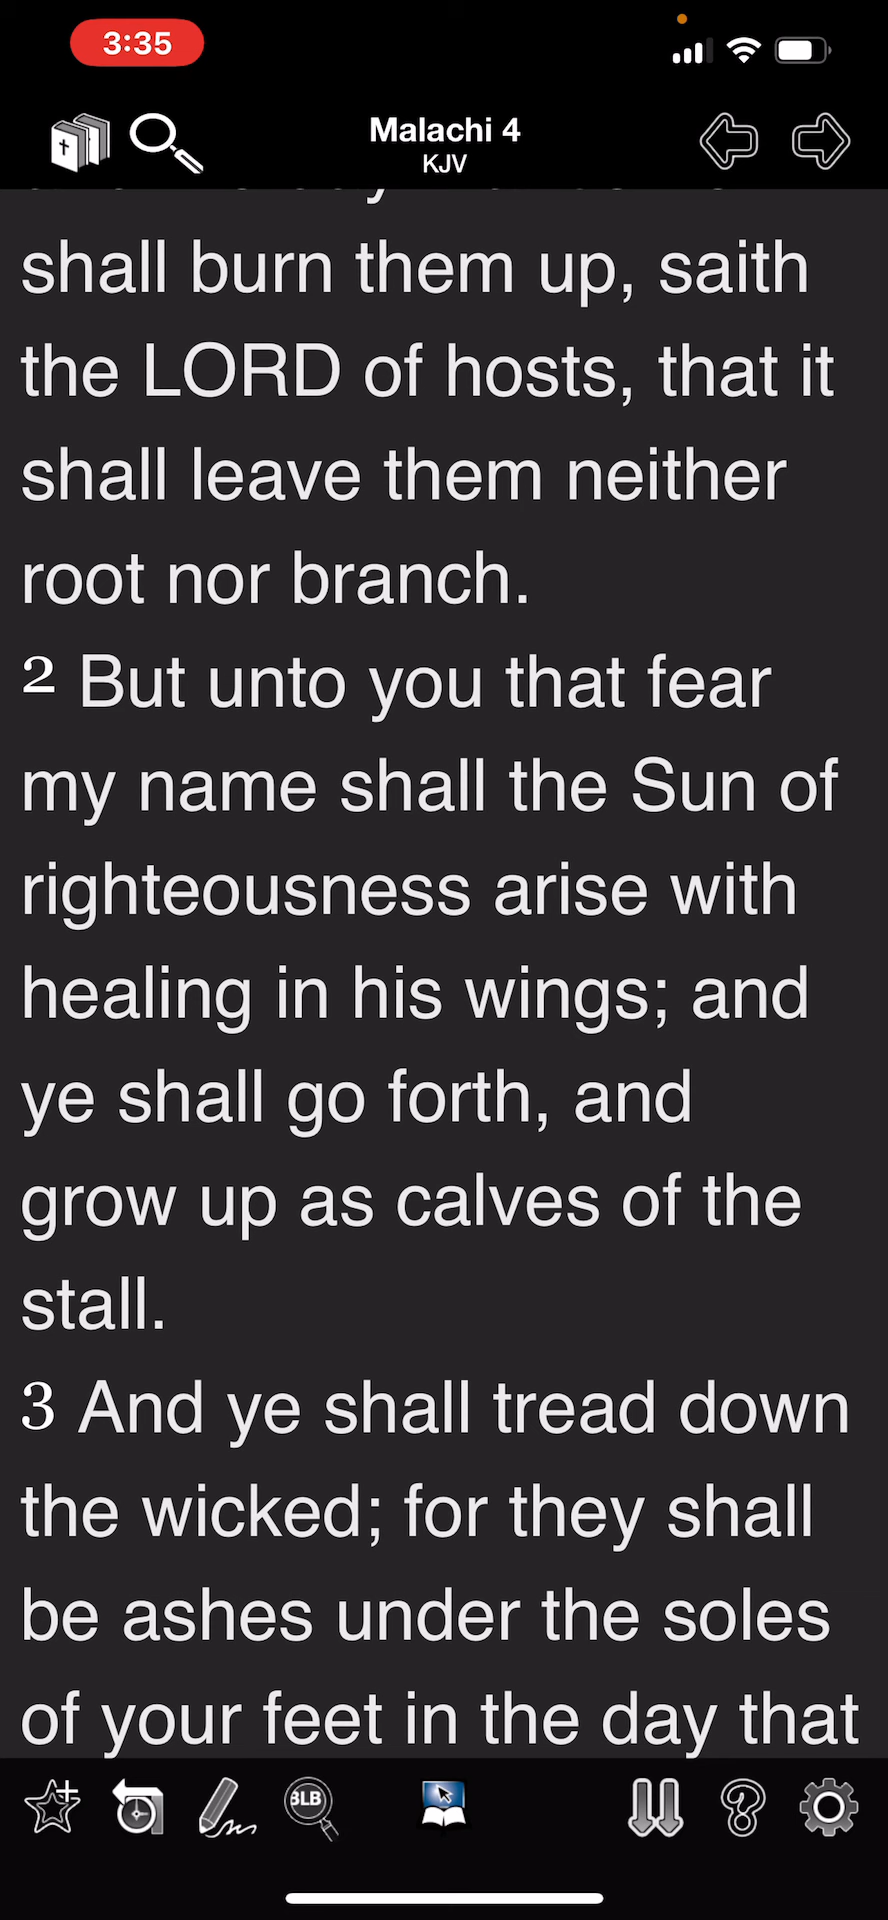 3:35
Malachi 4
KJV
shall burn them up, saith
the LORD of hosts, that it
shall leave them neither
root nor branch.
2 But unto you that fear
my name shall the Sun of
righteousness arise with
healing in his wings; and
ye shall go forth, and
grow up as calves of the
stall.
3 And ye shall tread down
the wicked; for they shall
be ashes under the soles
of your feet in the day that
BLB